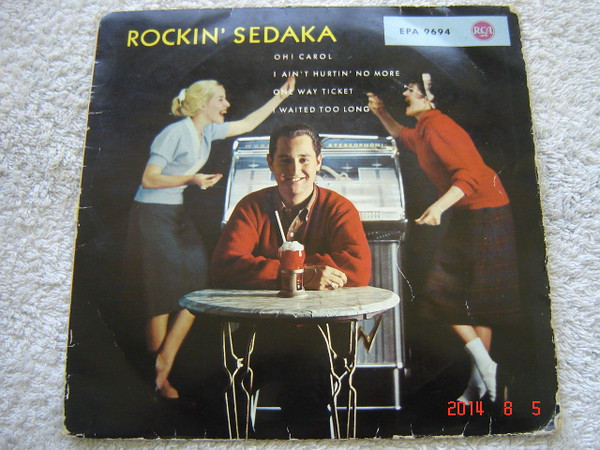 ROCKIN' SEDAKA
EPA 9694 RCA
OH! CAROL
I AIN'T HURTIN' NO MORE
ONE WAY TICKET
I WAITED TOO LONG
STEREOPHONIC
2014 8 5